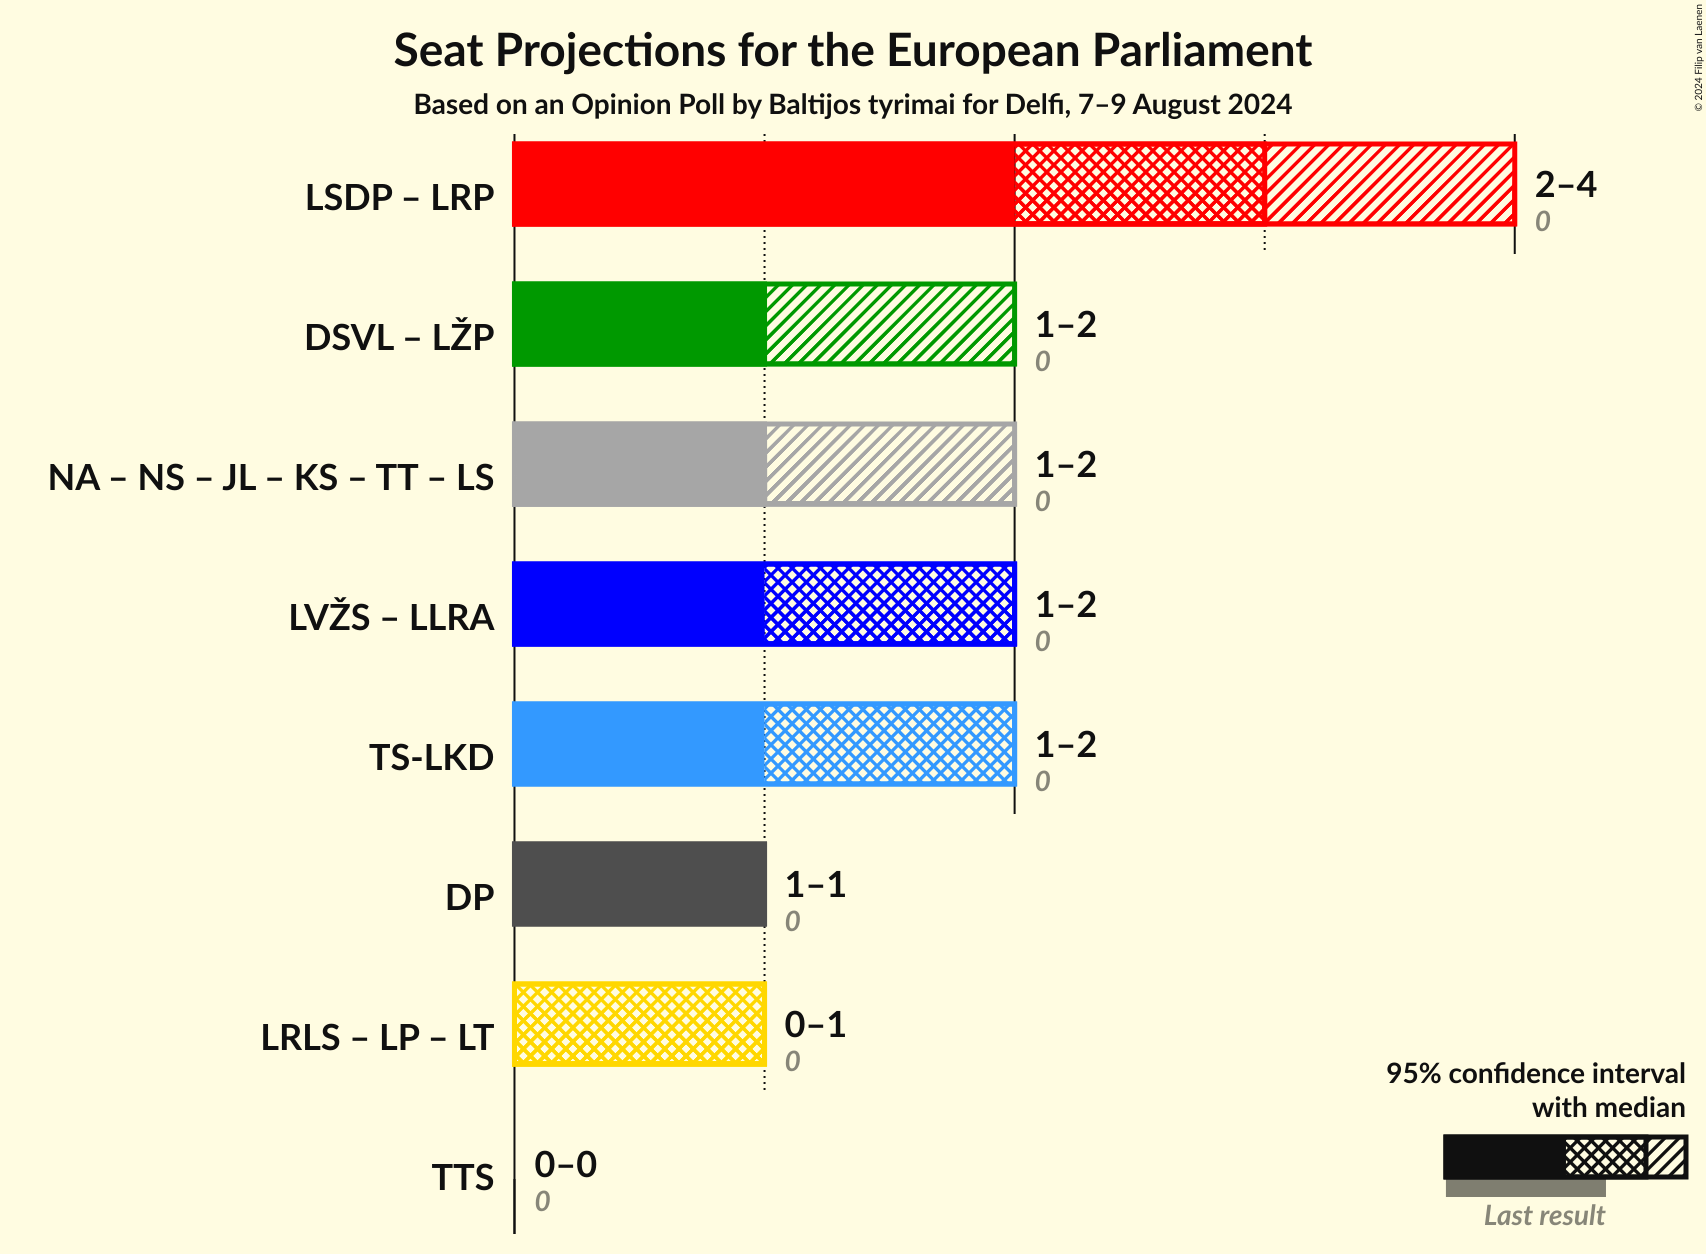 Seat Projections for the European Parliament
Based on an Opinion Poll by Baltijos tyrimai for Delfi, 7–9 August 2024
© 2024 Filip van Laenen
LSDP – LRP
2–4
0
DSVL – LŽP
1–2
0
NA – NS – JL – KS – TT – LS
1–2
0
LVŽS – LLRA
1–2
0
TS-LKD
1–2
0
DP
1–1
0
LRLS – LP – LT
0–1
0
TTS
0–0
0
95% confidence interval
with median
Last result